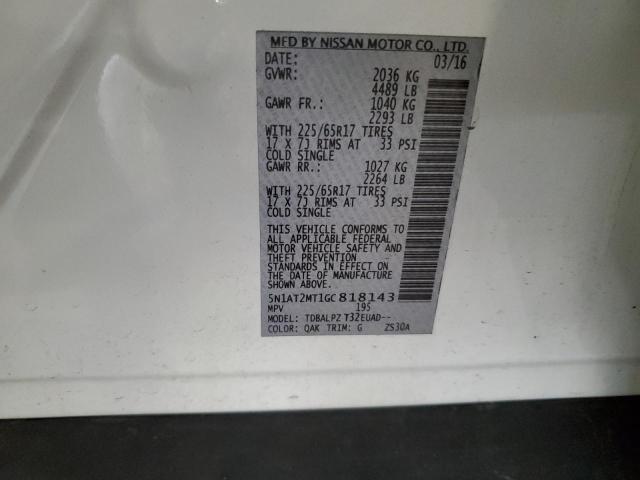 MFD BY NISSAN MOTOR CO., LTD.
DATE: 03/16
GVWR: 2036 KG
4489 LB
GAWR FR.: 1040 KG
2293 LB
WITH 225/65R17 TIRES
17 X 7J RIMS AT 33 PSI
COLD SINGLE
GAWR RR.: 1027 KG
2264 LB
WITH 225/65R17 TIRES
17 X 7J RIMS AT 33 PSI
COLD SINGLE
THIS VEHICLE CONFORMS TO
ALL APPLICABLE FEDERAL
MOTOR VEHICLE SAFETY AND
THEFT PREVENTION
STANDARDS IN EFFECT ON
THE DATE OF MANUFACTURE
SHOWN ABOVE.
5N1AT2MT1GC818143
MPV 195
MODEL: TDBALPZ T32EUAD--
COLOR: QAK TRIM: G ZS30A